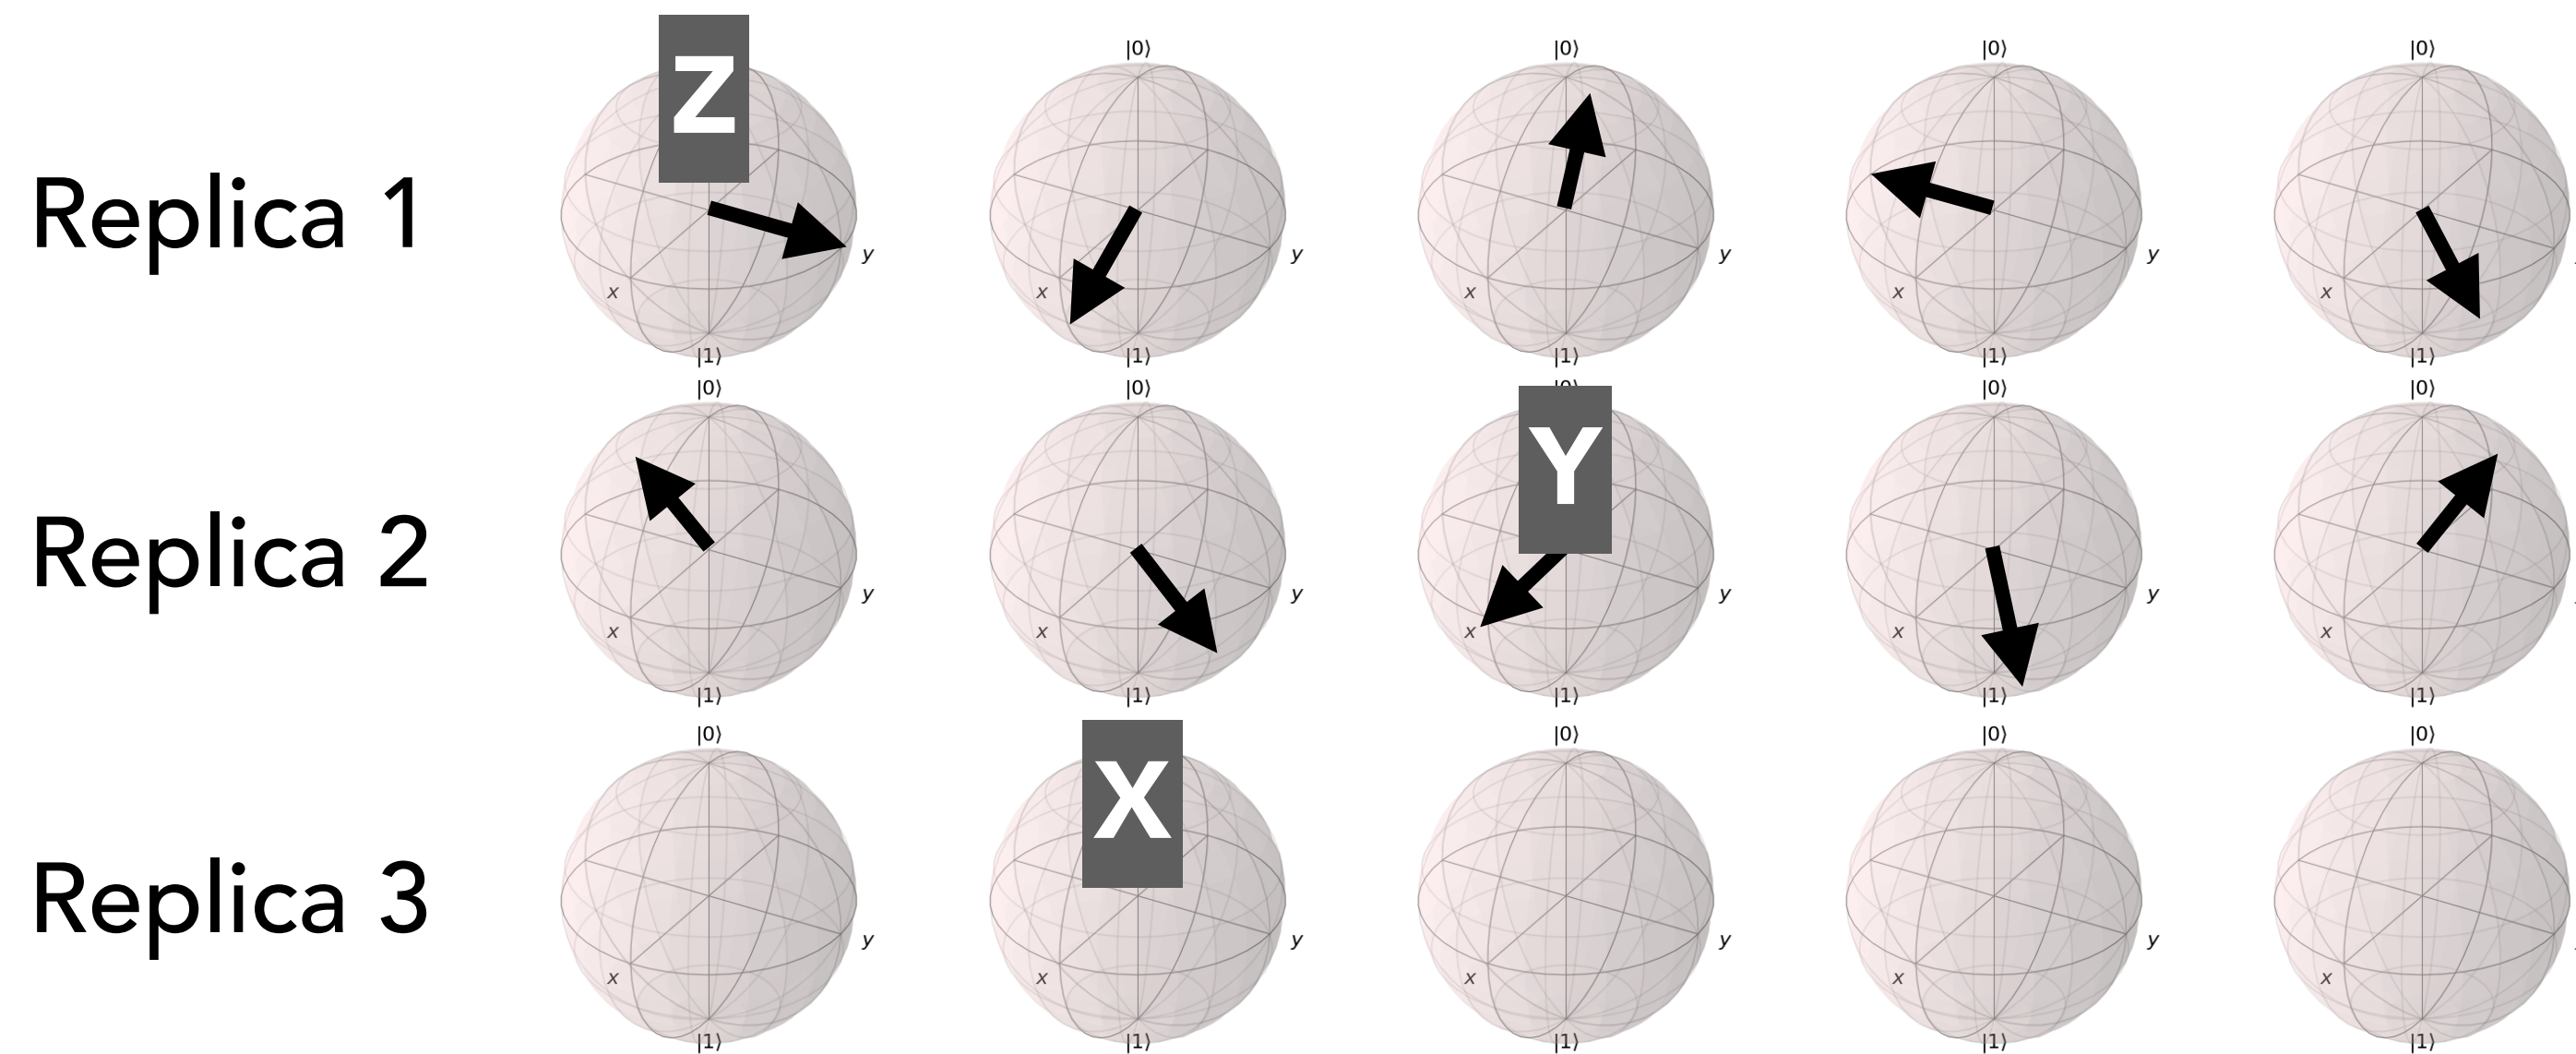 Z
|0⟩ |0⟩ |0⟩ |0⟩
Replica 1
y y y y
x x x x x
|1⟩ |1⟩ |1⟩ |1⟩ |1⟩
|0⟩ |0⟩ |0⟩ |0⟩ |0⟩
Y
Replica 2
y y y y
x x x x x
|1⟩ |1⟩ |1⟩ |1⟩ |1⟩
|0⟩ |0⟩ |0⟩ |0⟩
X
Replica 3
y y y y
x x x x x
|1⟩ |1⟩ |1⟩ |1⟩ |1⟩